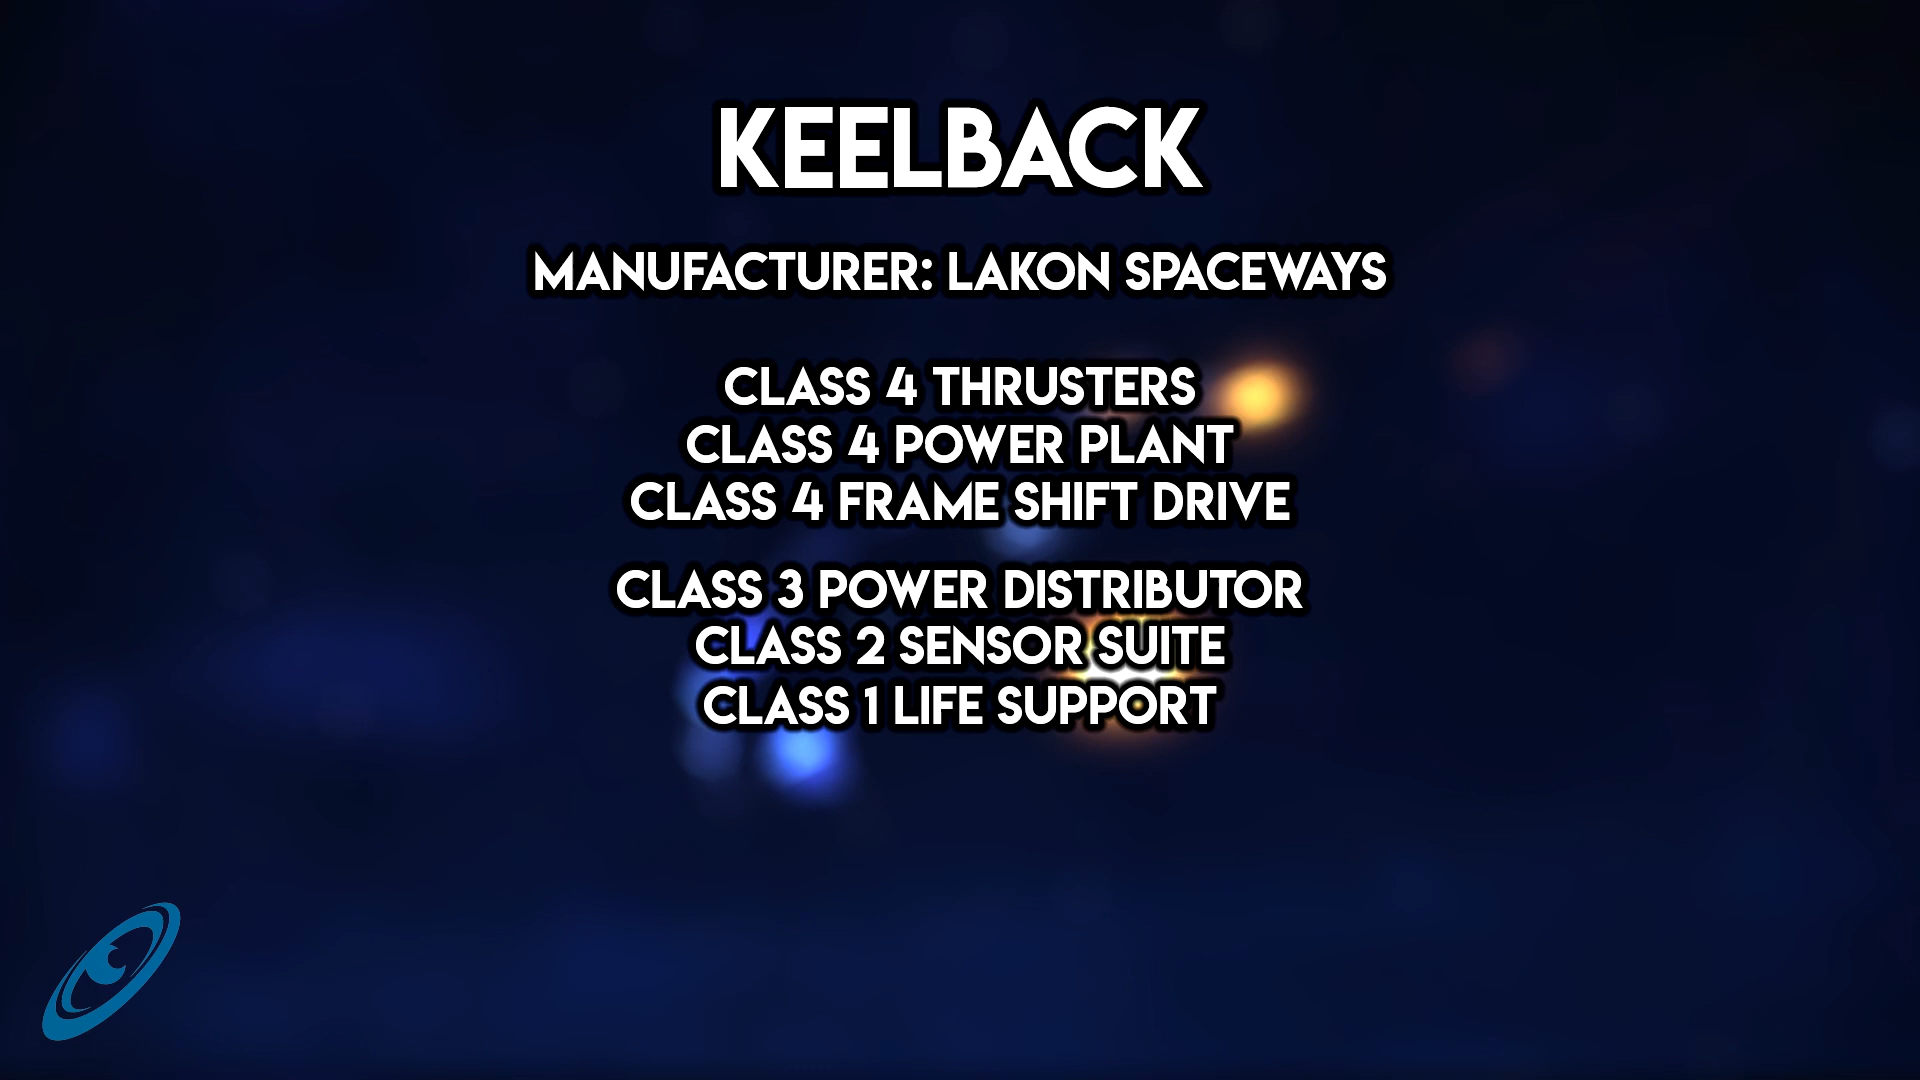 KEELBACK
MANUFACTURER: LAKON SPACEWAYS
CLASS 4 THRUSTERS
CLASS 4 POWER PLANT
CLASS 4 FRAME SHIFT DRIVE
CLASS 3 POWER DISTRIBUTOR
CLASS 2 SENSOR SUITE
CLASS 1 LIFE SUPPORT